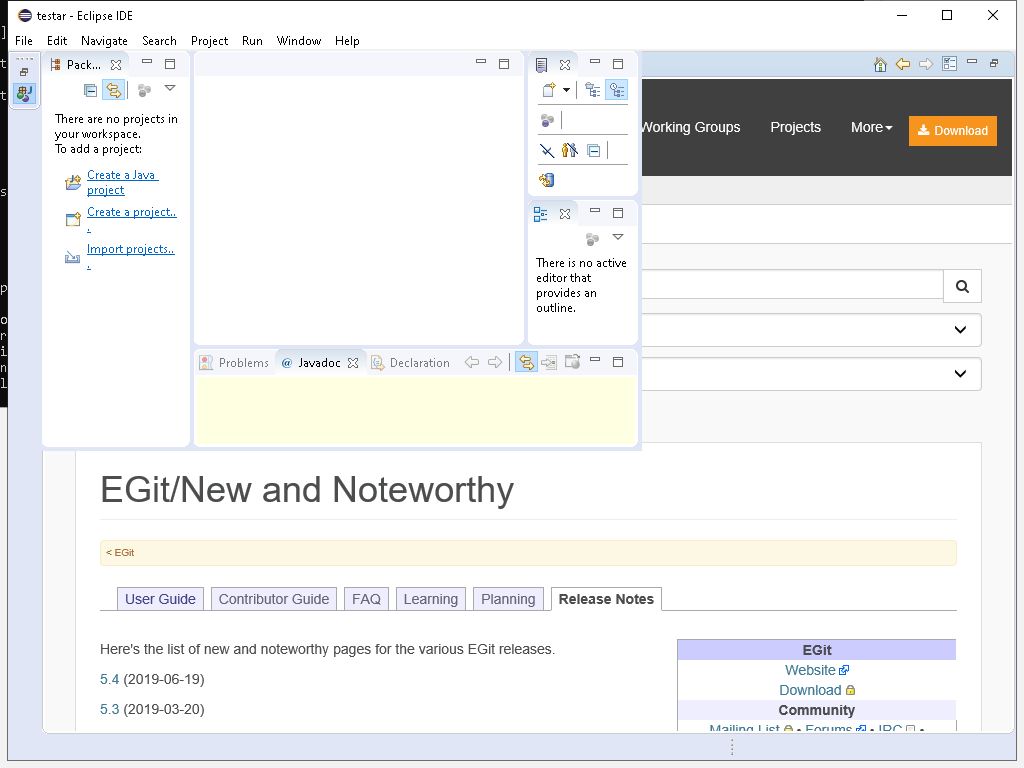 testar - Eclipse IDE
File Edit Navigate Search Project Run Window Help
Pack...
There are no projects in
your workspace.
To add a project:
Create a Java
project
Create a project..
.
Import projects..
.
There is no active
editor that
provides an
outline.
Problems @ Javadoc Declaration
Working Groups Projects More Download
EGit/New and Noteworthy
< EGit
User Guide Contributor Guide FAQ Learning Planning Release Notes
Here's the list of new and noteworthy pages for the various EGit releases.
5.4 (2019-06-19)
5.3 (2019-03-20)
EGit
Website
Download
Community
Mailing List • Forums • IRC •